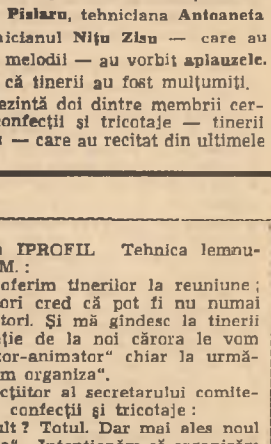 Pislaru, tehniciana Antoaneta
nicianul Nițu Zisu — care au
melodii — au vorbit aplauzele.
că tinerii au fost mulțumiți.
ezintă doi dintre membrii cer-
confecții și tricotaje — tinerii
— care au recitat din ultimele
IPROFIL Tehnica lemnu-
M. :
oferim tinerilor la reuniune ;
ori cred că pot fi nu numai
tori. Și mă gîndesc la tinerii
ție de la noi cărora le vom
tor-animator" chiar la urmă-
m organiza".
cțiitor al secretarului comite-
confecții și tricotaje :
ult ? Totul. Dar mai ales noul